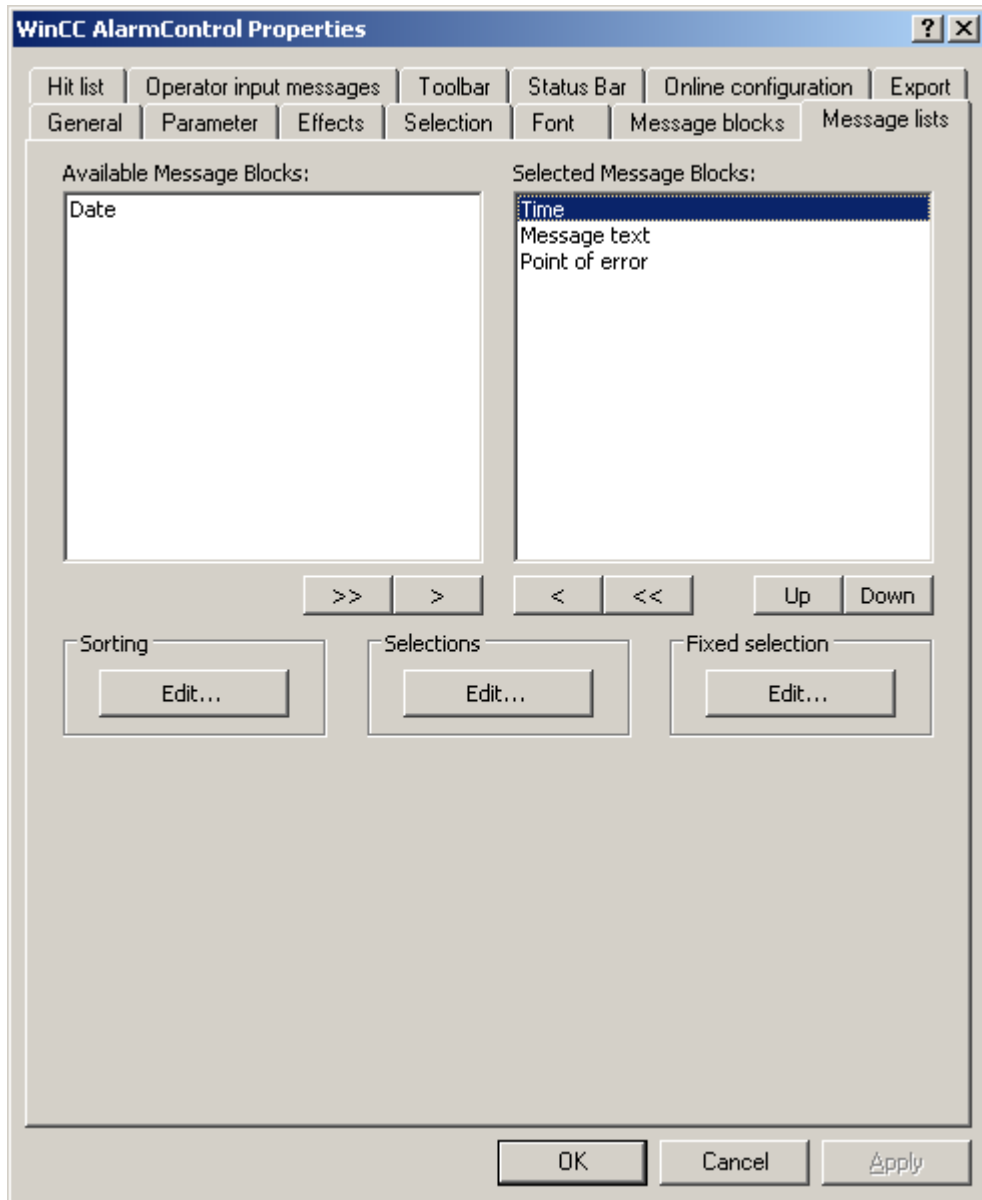 WinCC AlarmControl Properties
Hit list Operator input messages Toolbar Status Bar Online configuration Export
General Parameter Effects Selection Font Message blocks Message lists
Available Message Blocks: Selected Message Blocks:
Date Time
Message text
Point of error
>> > < << Up Down
Sorting Selections Fixed selection
Edit... Edit... Edit...
OK Cancel Apply